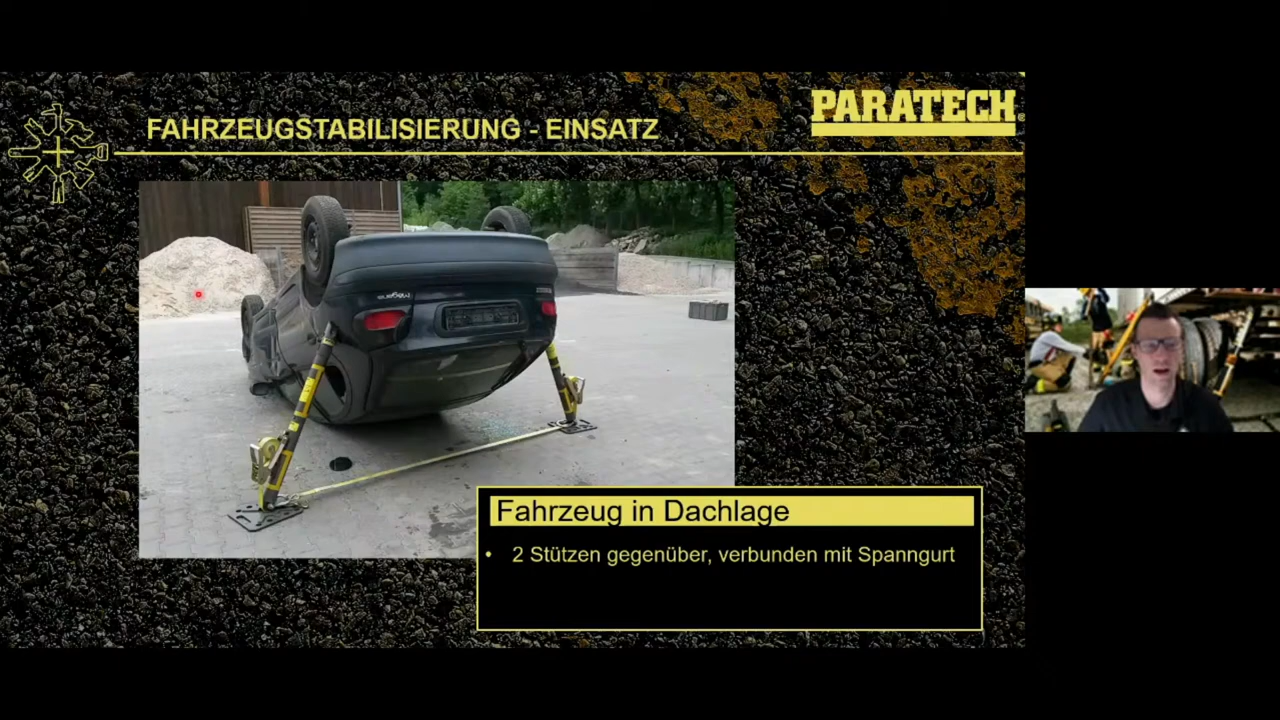 PARATECH
FAHRZEUGSTABILISIERUNG - EINSATZ
Fahrzeug in Dachlage
• 2 Stützen gegenüber, verbunden mit Spanngurt